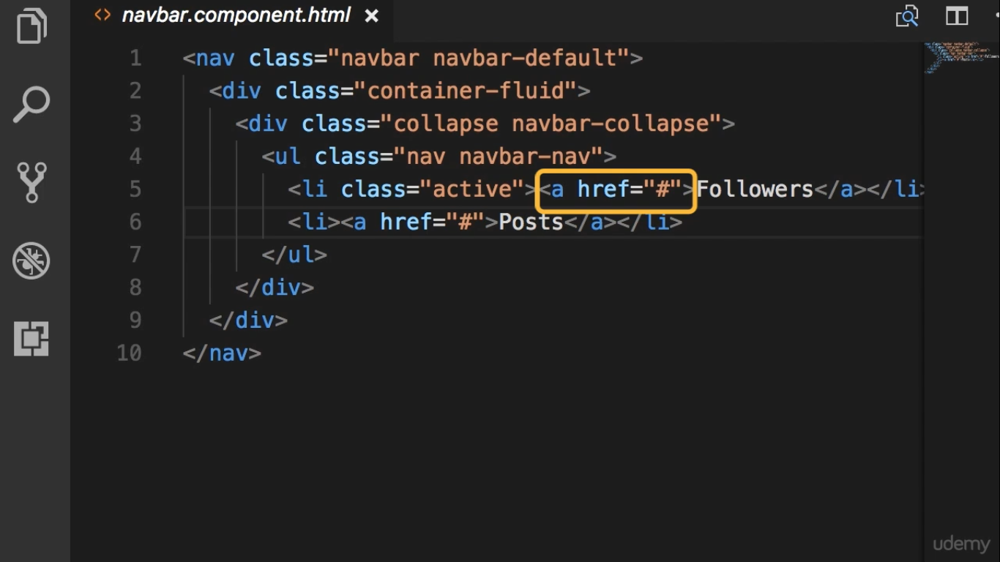 <> navbar.component.html ×
1 <nav class="navbar navbar-default">
2 <div class="container-fluid">
3 <div class="collapse navbar-collapse">
4 <ul class="nav navbar-nav">
5 <li class="active"><a href="#">Followers</a></li>
6 <li><a href="#">Posts</a></li>
7 </ul>
8 </div>
9 </div>
10 </nav>
udemy